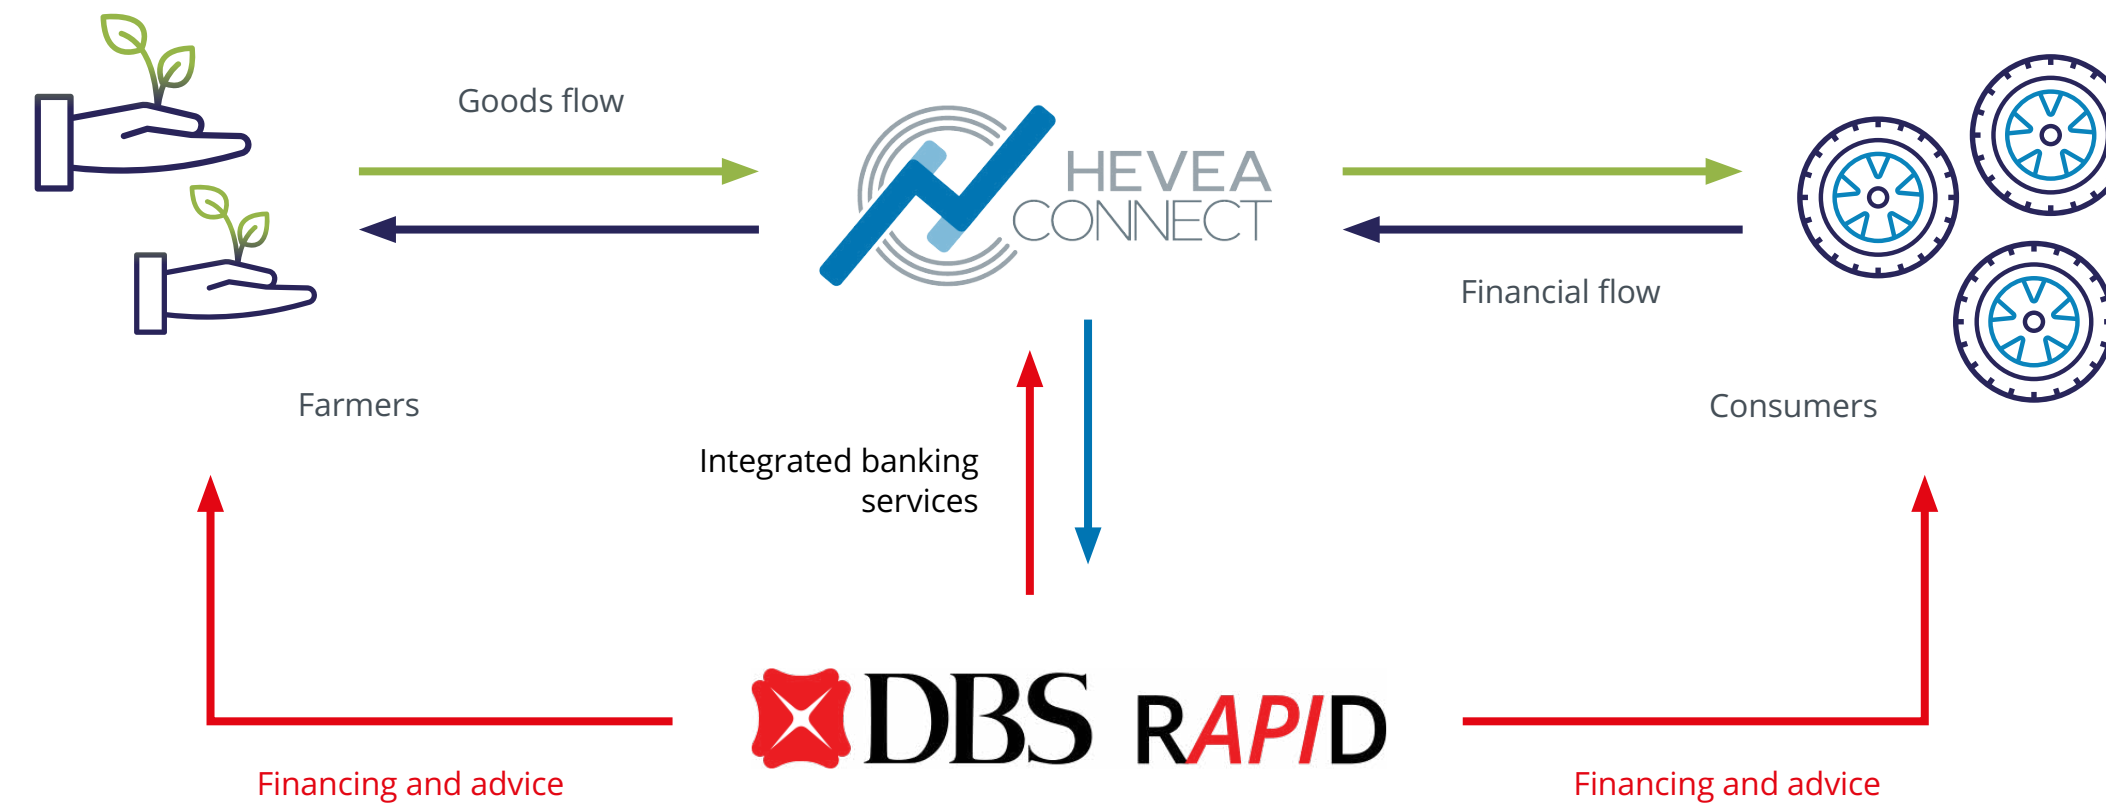 Goods flow
HEVEA
CONNECT
Financial flow
Farmers
Consumers
Integrated banking
services
DBS RAPID
Financing and advice
Financing and advice